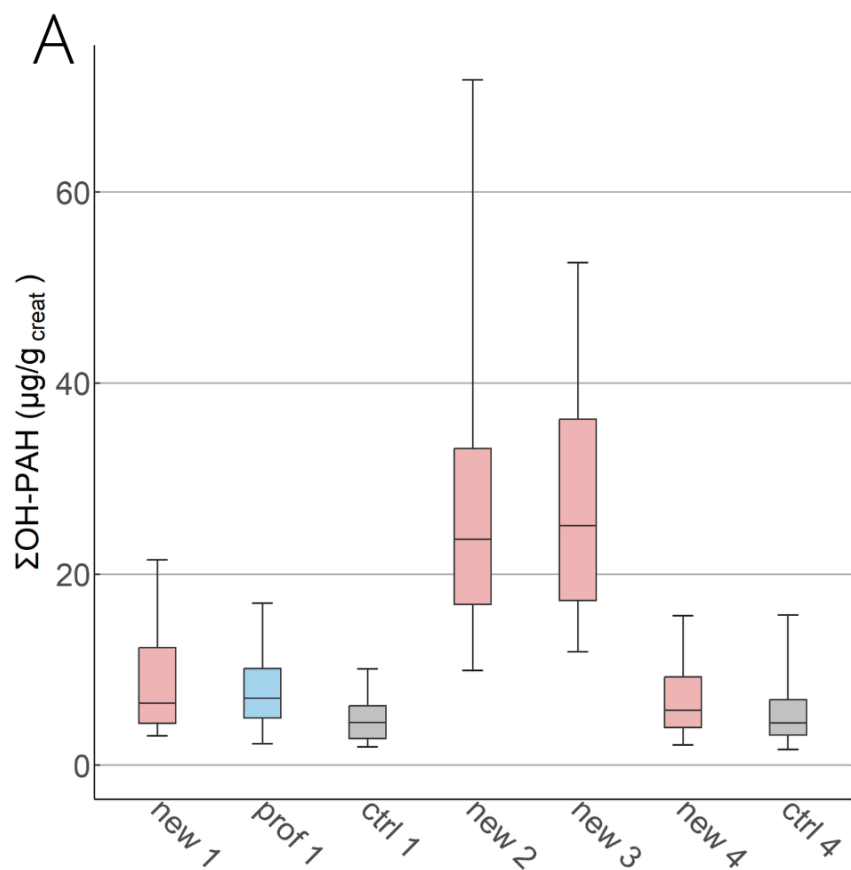 A
ΣOH-PAH (µg/g creat )
60
40
20
0
new 1
prof 1
ctrl 1
new 2
new 3
new 4
ctrl 4